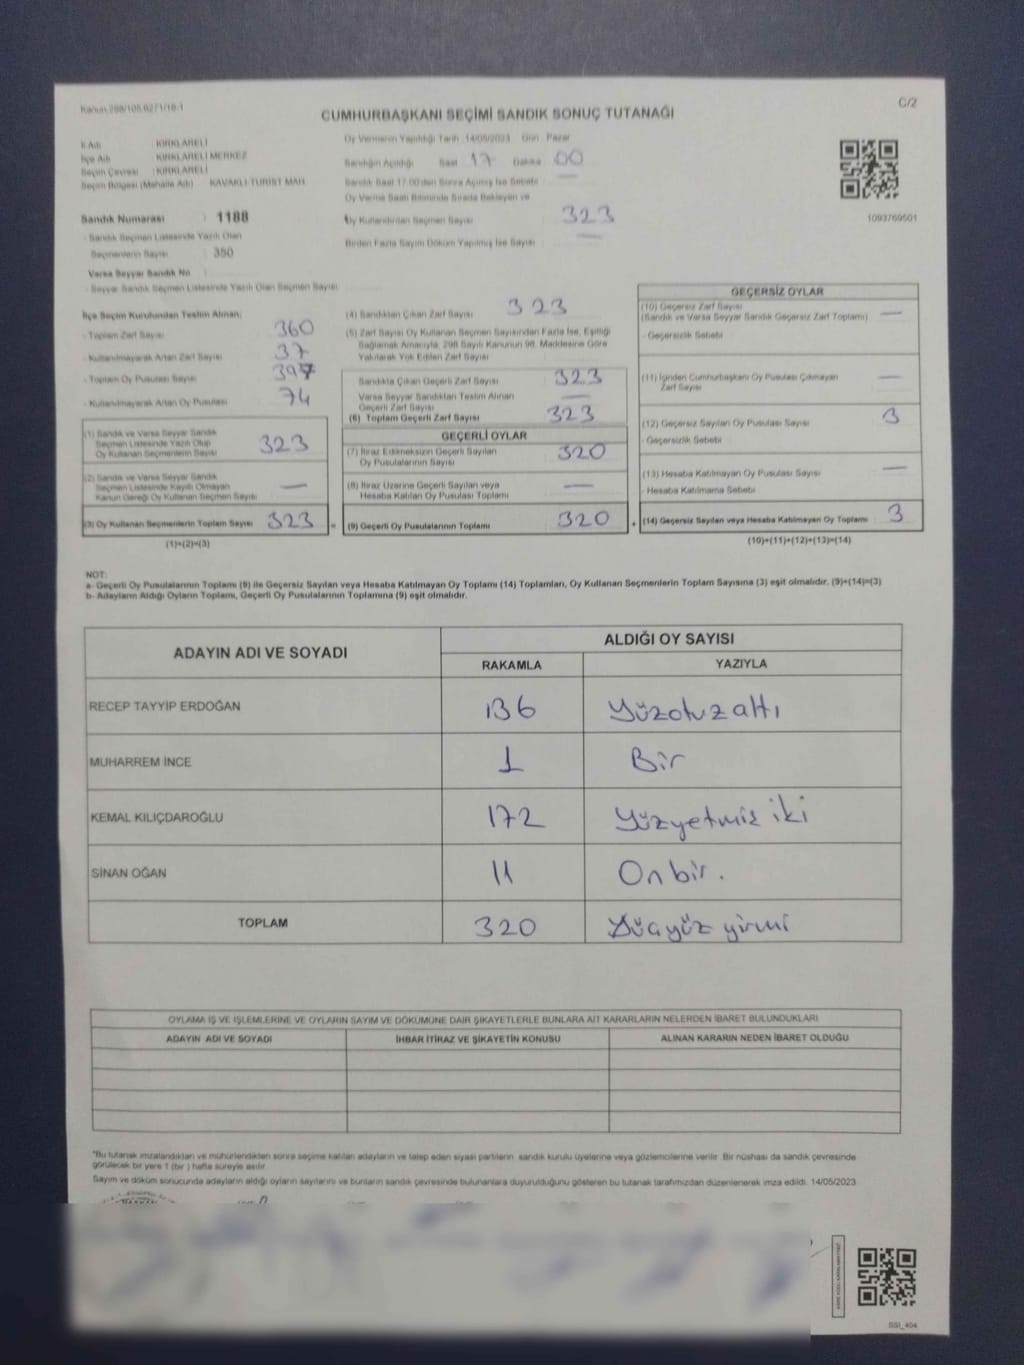 Kanun:298/105.6271/16-1
C/2
CUMHURBAŞKANI SEÇİMİ SANDIK SONUÇ TUTANAĞI
İl Adı : KIRKLARELİ
İlçe Adı : KIRKLARELİ MERKEZ
Seçim Çevresi : KIRKLARELİ
Seçim Bölgesi (Mahalle Adı) : KAVAKLI/TURİST MAH.
Sandık Numarası : 1188
- Sandık Seçmen Listesinde Yazılı Olan
Seçmenlerin Sayısı : 350
Varsa Seyyar Sandık No
- Seyyar Sandık Seçmen Listesinde Yazılı Olan Seçmen Sayısı:
Oy Vermenin Yapıldığı Tarih : 14/05/2023 Gün : Pazar
Sandığın Açıldığı Saat 17 Dakika 00
Sandık Saat 17:00'den Sonra Açılmış İse Sebebi —
Oy Verme Saati Bitiminde Sırada Bekleyen ve
Oy Kullandırılan Seçmen Sayısı 323
Birden Fazla Sayım Döküm Yapılmış İse Sayısı —
1093769501
İlçe Seçim Kurulundan Teslim Alınan;
- Toplam Zarf Sayısı 360
- Kullanılmayarak Artan Zarf Sayısı 37
- Toplam Oy Pusulası Sayısı 397
- Kullanılmayarak Artan Oy Pusulası 74
(1) Sandık ve Varsa Seyyar Sandık
Seçmen Listesinde Yazılı Olup
Oy Kullanan Seçmenlerin Sayısı 323
(2) Sandık ve Varsa Seyyar Sandık
Seçmen Listesinde Kayıtlı Olmayan
Kanun Gereği Oy Kullanan Seçmen Sayısı —
(3) Oy Kullanan Seçmenlerin Toplam Sayısı 323 =
(1)+(2)=(3)
(4) Sandıktan Çıkan Zarf Sayısı 323
(5) Zarf Sayısı Oy Kullanan Seçmen Sayısından Fazla İse, Eşitliği
Sağlamak Amacıyla, 298 Sayılı Kanunun 98. Maddesine Göre
Yakılarak Yok Edilen Zarf Sayısı
Sandıkta Çıkan Geçerli Zarf Sayısı 323
Varsa Seyyar Sandıktan Teslim Alınan
Geçerli Zarf Sayısı —
(6) Toplam Geçerli Zarf Sayısı 323
GEÇERLİ OYLAR
(7) İtiraz Edilmeksizin Geçerli Sayılan
Oy Pusulalarının Sayısı 320
(8) İtiraz Üzerine Geçerli Sayılan veya
Hesaba Katılan Oy Pusulası Toplamı —
(9) Geçerli Oy Pusulalarının Toplamı 320 +
GEÇERSİZ OYLAR
(10) Geçersiz Zarf Sayısı
(Sandık ve Varsa Seyyar Sandık Geçersiz Zarf Toplamı) —
- Geçersizlik Sebebi
(11) İçinden Cumhurbaşkanı Oy Pusulası Çıkmayan
Zarf Sayısı —
(12) Geçersiz Sayılan Oy Pusulası Sayısı 3
- Geçersizlik Sebebi
(13) Hesaba Katılmayan Oy Pusulası Sayısı —
- Hesaba Katılmama Sebebi
(14) Geçersiz Sayılan veya Hesaba Katılmayan Oy Toplamı 3
(10)+(11)+(12)+(13)=(14)
NOT:
a- Geçerli Oy Pusulalarının Toplamı (9) ile Geçersiz Sayılan veya Hesaba Katılmayan Oy Toplamı (14) Toplamları, Oy Kullanan Seçmenlerin Toplam Sayısına (3) eşit olmalıdır. (9)+(14)=(3)
b- Adayların Aldığı Oyların Toplamı, Geçerli Oy Pusulalarının Toplamına (9) eşit olmalıdır.
ADAYIN ADI VE SOYADI
ALDIĞI OY SAYISI
RAKAMLA YAZIYLA
RECEP TAYYİP ERDOĞAN 136 Yüzotuzaltı
MUHARREM İNCE 1 Bir
KEMAL KILIÇDAROĞLU 172 Yüzyetmiş iki
SİNAN OĞAN 11 On bir.
TOPLAM 320 Üçyüz yirmi
OYLAMA İŞ VE İŞLEMLERİNE VE OYLARIN SAYIM VE DÖKÜMÜNE DAİR ŞİKAYETLERLE BUNLARA AİT KARARLARIN NELERDEN İBARET BULUNDUKLARI
ADAYIN ADI VE SOYADI İHBAR İTİRAZ VE ŞİKAYETİN KONUSU ALINAN KARARIN NEDEN İBARET OLDUĞU
*Bu tutanak imzalandıktan ve mühürlendikten sonra seçime katılan adayların ve talep eden siyasi partilerin sandık kurulu üyelerine veya gözlemcilerine verilir. Bir nüshası da sandık çevresinde
görülecek bir yere 1 (bir ) hafta süreyle asılır.
Sayım ve döküm sonucunda adayların aldığı oyların sayılarını ve bunların sandık çevresinde bulunanlara duyurulduğunu gösteren bu tutanak tarafımızdan düzenlenerek imza edildi. 14/05/2023
SSI_404